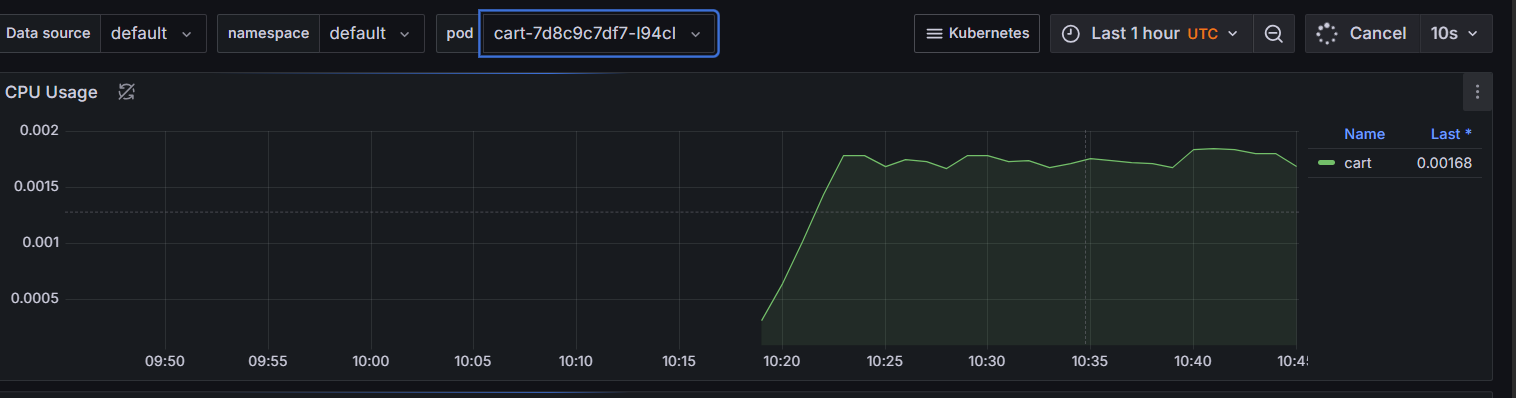 Data source default namespace default pod cart-7d8c9c7df7-l94cl Kubernetes Last 1 hour UTC Cancel 10s
CPU Usage
Name Last *
cart 0.00168
0.002
0.0015
0.001
0.0005
09:50 09:55 10:00 10:05 10:10 10:15 10:20 10:25 10:30 10:35 10:40 10:4